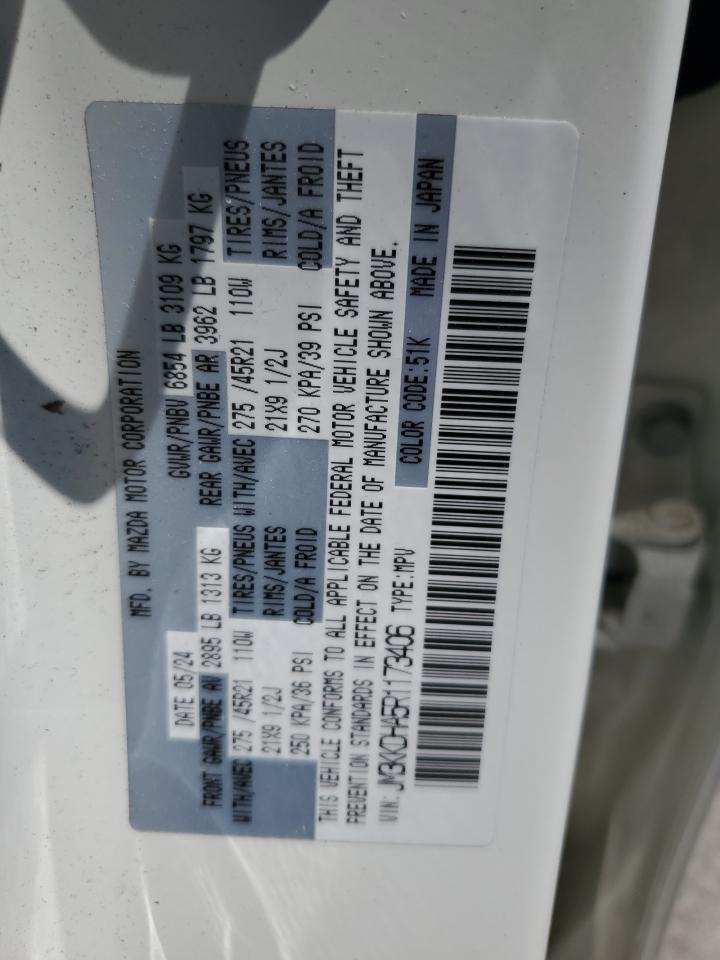 MFD. BY MAZDA MOTOR CORPORATION
DATE 05/24 GVWR/PNBV 6854 LB 3109 KG
FRONT GAWR/PNBE AV 2895 LB 1313 KG REAR GAWR/PNBE AR 3962 LB 1797 KG
WITH/AVEC 275 /45R21 110W TIRES/PNEUS WITH/AVEC 275 /45R21 110W TIRES/PNEUS
21X9 1/2J RIMS/JANTES 21X9 1/2J RIMS/JANTES
250 KPA/36 PSI COLD/A FROID 270 KPA/39 PSI COLD/A FROID
THIS VEHICLE CONFORMS TO ALL APPLICABLE FEDERAL MOTOR VEHICLE SAFETY AND THEFT
PREVENTION STANDARDS IN EFFECT ON THE DATE OF MANUFACTURE SHOWN ABOVE.
VIN: JM3KKDHA5R1173406 TYPE:MPV COLOR CODE:51K MADE IN JAPAN